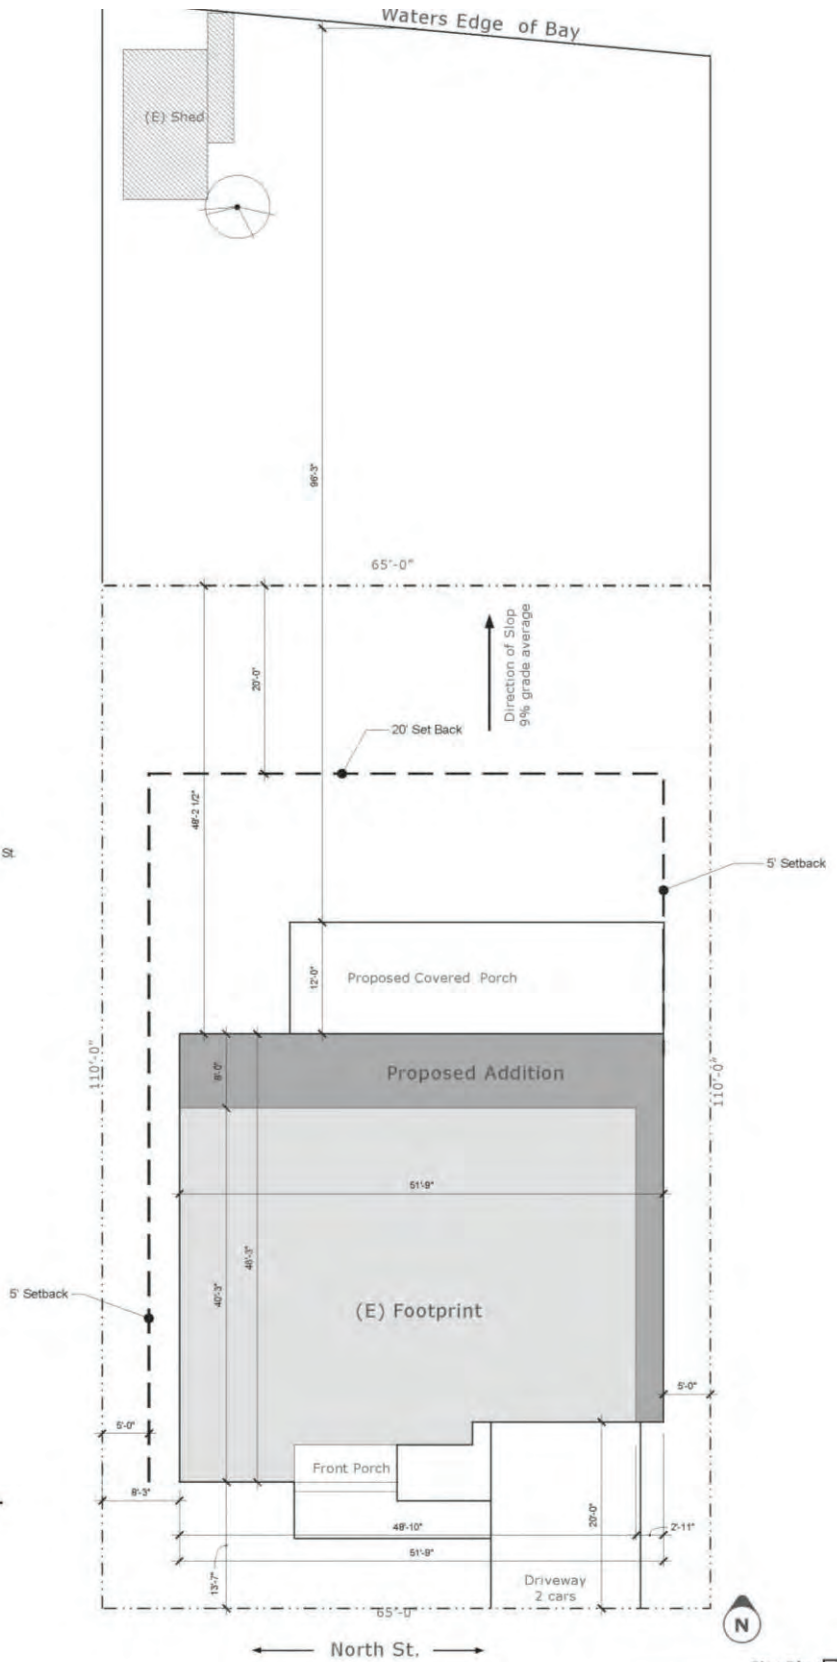 Waters Edge of Bay
(E) Shed
96'-3"
65'-0"
Direction of Slop
9% grade average
20'-0"
20' Set Back
48'-2 1/2"
St
5' Setback
12'-0"
Proposed Covered Porch
110'-0"
110'-0"
8'-0"
Proposed Addition
51'-9"
48'-3"
40'-3"
5' Setback
(E) Footprint
5'-0"
5'-0"
Front Porch
8'-3"
20'-0"
48'-10"
2'-11"
51'-9"
13'-7"
Driveway
2 cars
65'-0
N
North St.